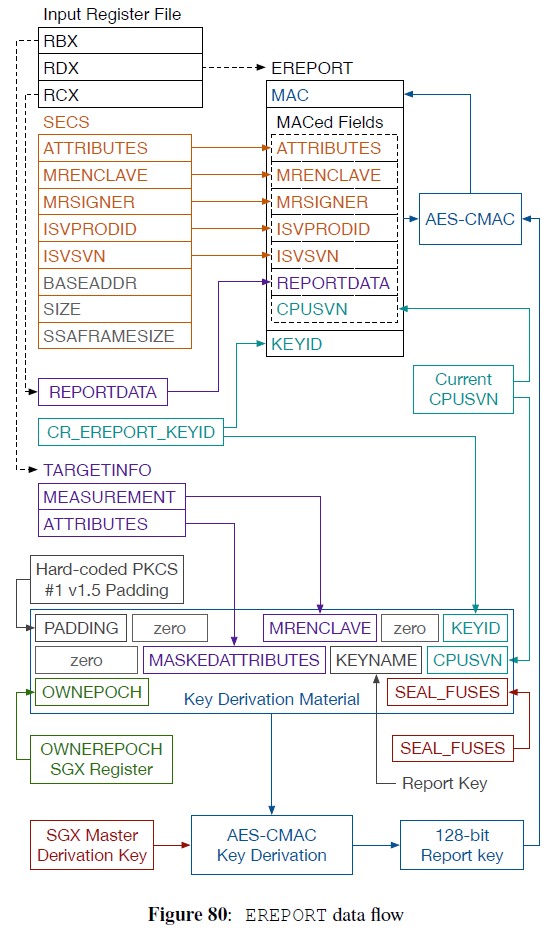 Input Register File
RBX
RDX
RCX
EREPORT
MAC
MACed Fields
ATTRIBUTES
MRENCLAVE
MRSIGNER
ISVPRODID
ISVSVN
REPORTDATA
CPUSVN
KEYID
AES-CMAC
SECS
ATTRIBUTES
MRENCLAVE
MRSIGNER
ISVPRODID
ISVSVN
BASEADDR
SIZE
SSAFRAMESIZE
REPORTDATA
Current
CPUSVN
CR_EREPORT_KEYID
TARGETINFO
MEASUREMENT
ATTRIBUTES
Hard-coded PKCS
#1 v1.5 Padding
PADDING
zero
MRENCLAVE
zero
KEYID
zero
MASKEDATTRIBUTES
KEYNAME
CPUSVN
OWNEPOCH
Key Derivation Material
SEAL_FUSES
OWNEREPOCH
SGX Register
SEAL_FUSES
Report Key
SGX Master
Derivation Key
AES-CMAC
Key Derivation
128-bit
Report key
Figure 80: EREPORT data flow